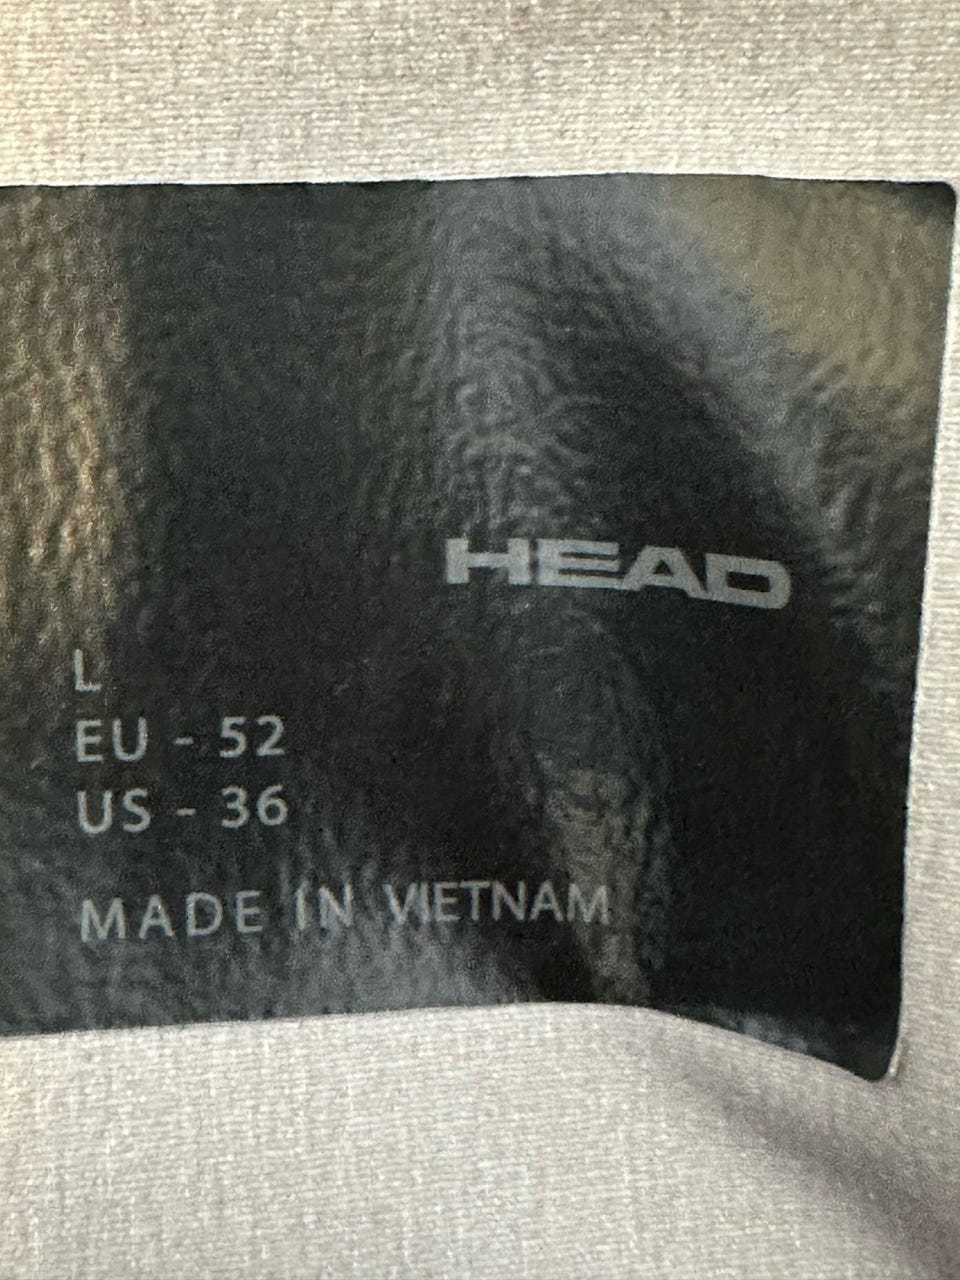 HEAD
L
EU - 52
US - 36
MADE IN VIETNAM